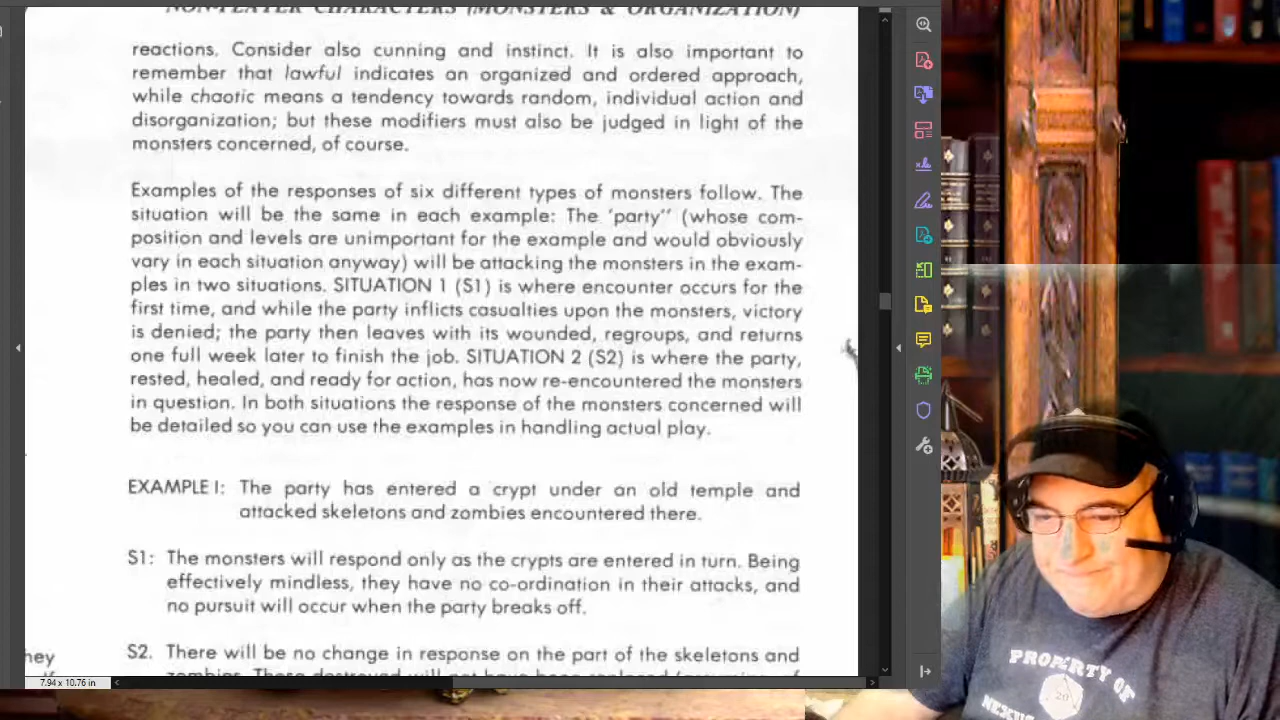 NON-PLAYER CHARACTERS (MONSTERS & ORGANIZATION)
reactions. Consider also cunning and instinct. It is also important to
remember that lawful indicates an organized and ordered approach,
while chaotic means a tendency towards random, individual action and
disorganization; but these modifiers must also be judged in light of the
monsters concerned, of course.
Examples of the responses of six different types of monsters follow. The
situation will be the same in each example: The 'party" (whose com-
position and levels are unimportant for the example and would obviously
vary in each situation anyway) will be attacking the monsters in the exam-
ples in two situations. SITUATION 1 (S1) is where encounter occurs for the
first time, and while the party inflicts casualties upon the monsters, victory
is denied; the party then leaves with its wounded, regroups, and returns
one full week later to finish the job. SITUATION 2 (S2) is where the party,
rested, healed, and ready for action, has now re-encountered the monsters
in question. In both situations the response of the monsters concerned will
be detailed so you can use the examples in handling actual play.
EXAMPLE I: The party has entered a crypt under an old temple and
attacked skeletons and zombies encountered there.
S1: The monsters will respond only as the crypts are entered in turn. Being
effectively mindless, they have no co-ordination in their attacks, and
no pursuit will occur when the party breaks off.
S2. There will be no change in response on the part of the skeletons and
zombies. Those destroyed will not have been replaced
hey
7.94 x 10.76 in
PROPERTY OF
20
NEXUS